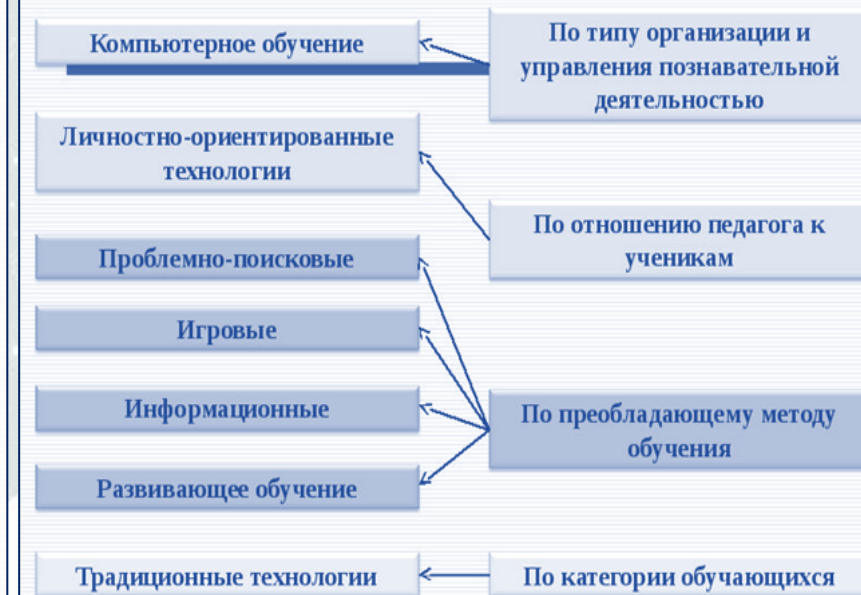 Компьютерное обучение
По типу организации и
управления познавательной
деятельностью
Личностно-ориентированные
технологии
По отношению педагога к
ученикам
Проблемно-поисковые
Игровые
Информационные
Развивающее обучение
По преобладающему методу
обучения
Традиционные технологии
По категории обучающихся